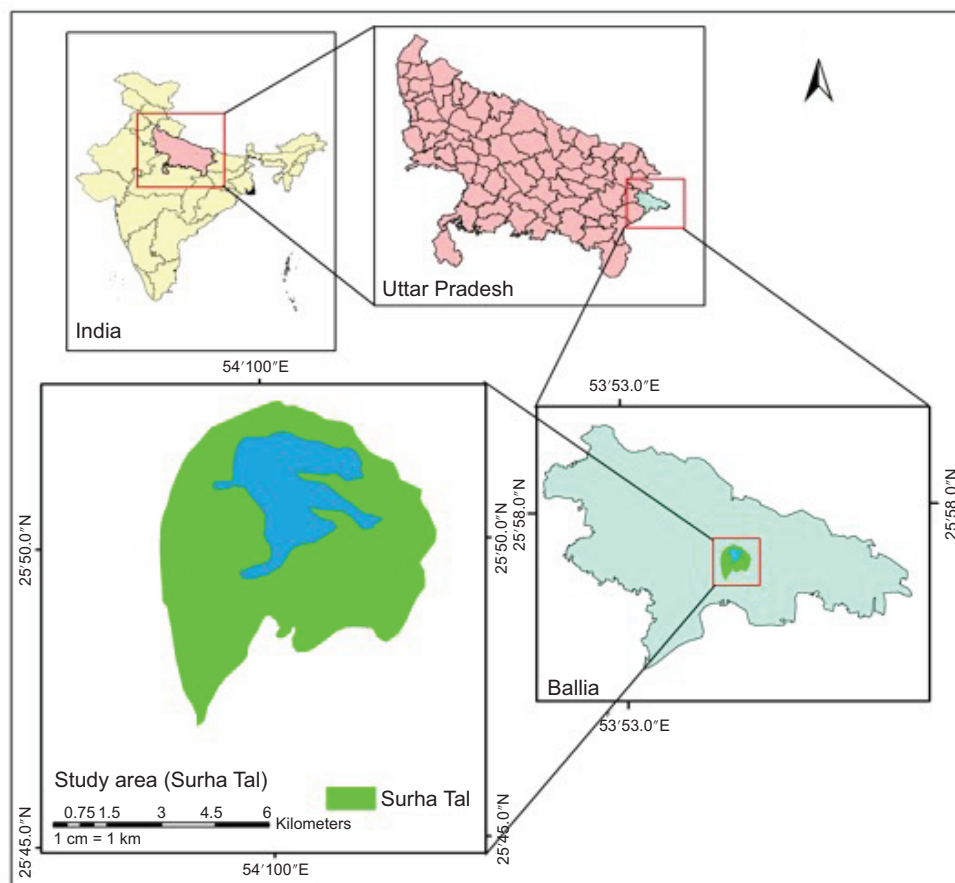 India
Uttar Pradesh
54′100″E
53′53.0″E
25′50.0″N
25′50.0″N
25′58.0″N
25′58.0″N
Ballia
53′53.0″E
Study area (Surha Tal)
Surha Tal
0.75 1.5 3 4.5 6
Kilometers
1 cm = 1 km
25′45.0″N
25′45.0″N
54′100″E